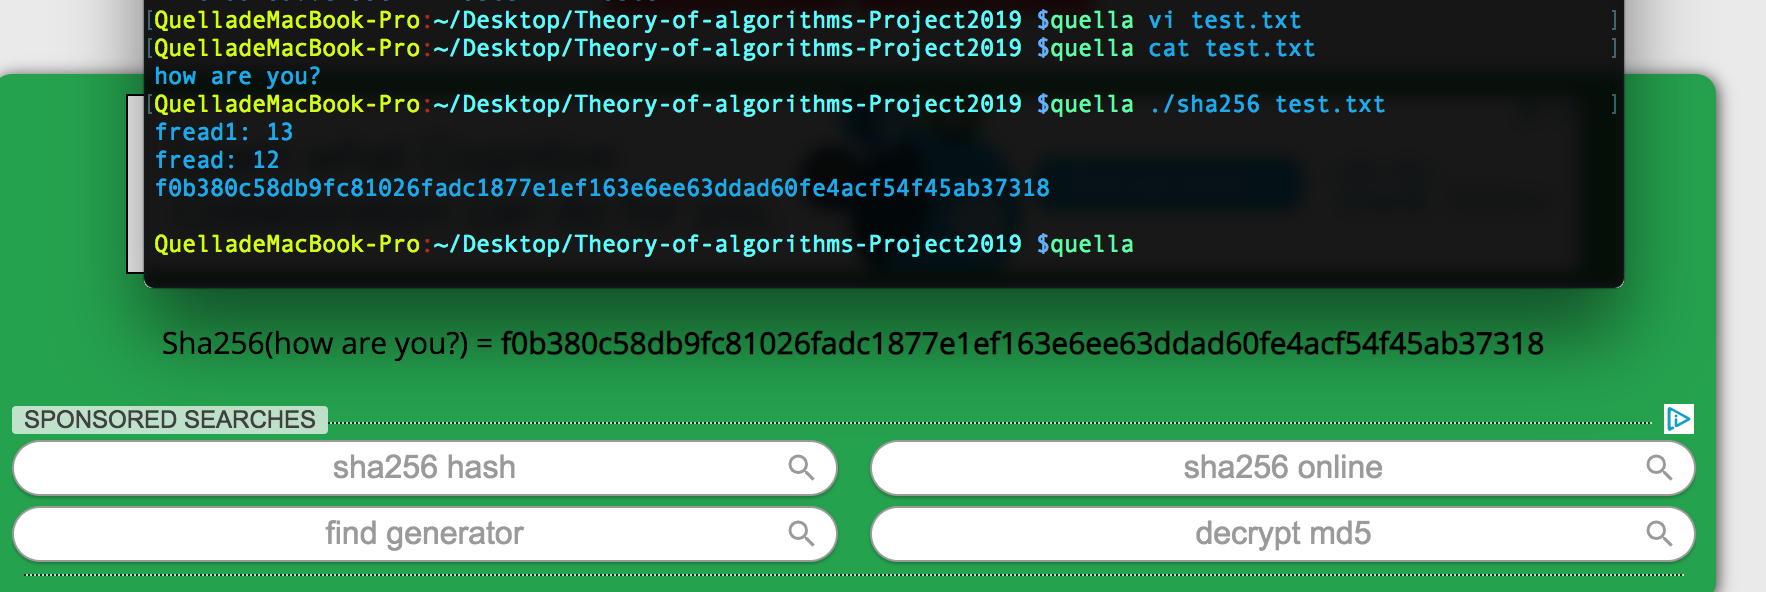 [QuelladeMacBook-Pro:~/Desktop/Theory-of-algorithms-Project2019 $quella vi test.txt ]
[QuelladeMacBook-Pro:~/Desktop/Theory-of-algorithms-Project2019 $quella cat test.txt ]
how are you?
[QuelladeMacBook-Pro:~/Desktop/Theory-of-algorithms-Project2019 $quella ./sha256 test.txt ]
fread1: 13
fread: 12
f0b380c58db9fc81026fadc1877e1ef163e6ee63ddad60fe4acf54f45ab37318
QuelladeMacBook-Pro:~/Desktop/Theory-of-algorithms-Project2019 $quella
Sha256(how are you?) = f0b380c58db9fc81026fadc1877e1ef163e6ee63ddad60fe4acf54f45ab37318
SPONSORED SEARCHES
sha256 hash
sha256 online
find generator
decrypt md5